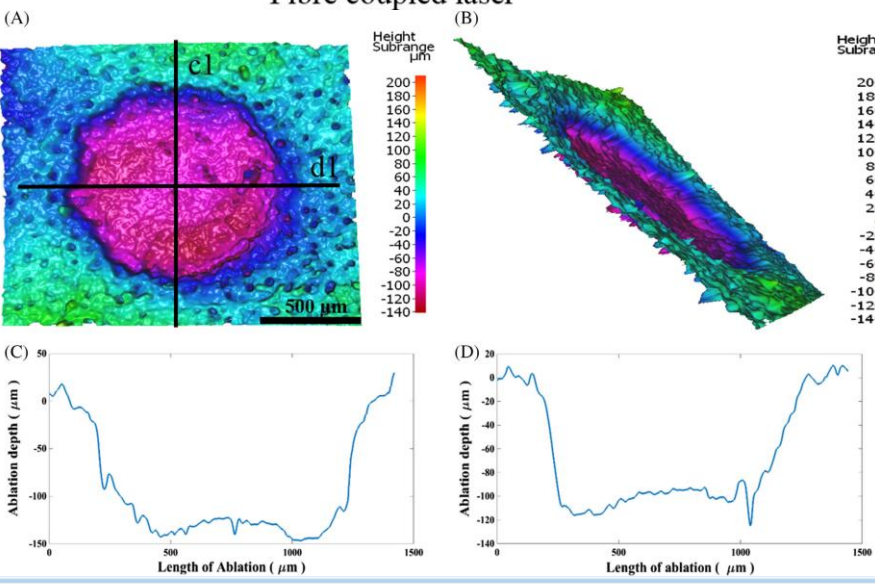 Fibre coupled laser
(A)
Height
Subrange
μm
200
180
160
140
120
100
80
60
40
20
0
-20
-40
-60
-80
-100
-120
-140
c1
d1
500 μm
(B)
(C)
50
0
-50
-100
-150
0
500
1000
1500
Ablation depth ( μm)
Length of Ablation ( μm)
(D)
20
0
-20
-40
-60
-80
-100
-120
-140
0
500
1000
1500
Ablation depth ( μm)
Length of ablation ( μm)